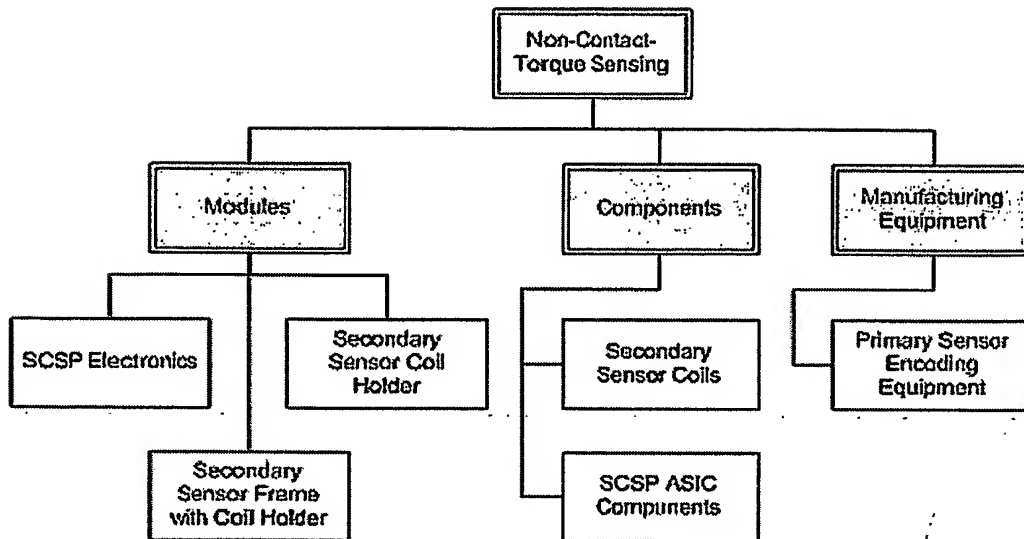 Non-Contact-
Torque Sensing
Modules
Components
Manufacturing
Equipment
SCSP Electronics
Secondary
Sensor Coil
Holder
Secondary
Sensor Coils
Primary Sensor
Encoding
Equipment
Secondary
Sensor Frame
with Coil Holder
SCSP ASIC
Components